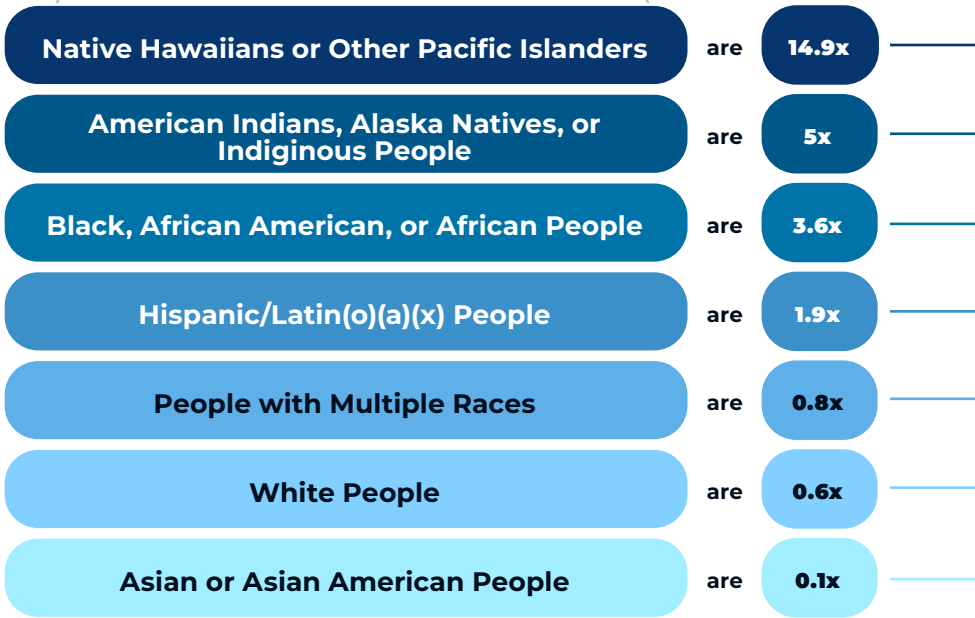 Native Hawaiians or Other Pacific Islanders are 14.9x
American Indians, Alaska Natives, or
Indiginous People are 5x
Black, African American, or African People are 3.6x
Hispanic/Latin(o)(a)(x) People are 1.9x
People with Multiple Races are 0.8x
White People are 0.6x
Asian or Asian American People are 0.1x